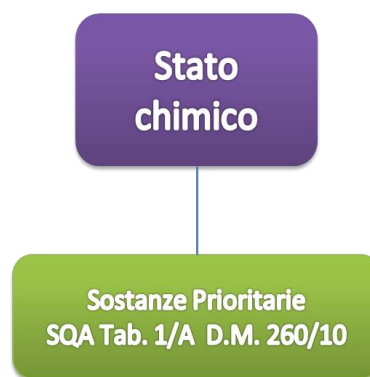 Stato
chimico
Sostanze Prioritarie
SQA Tab. 1/A D.M. 260/10